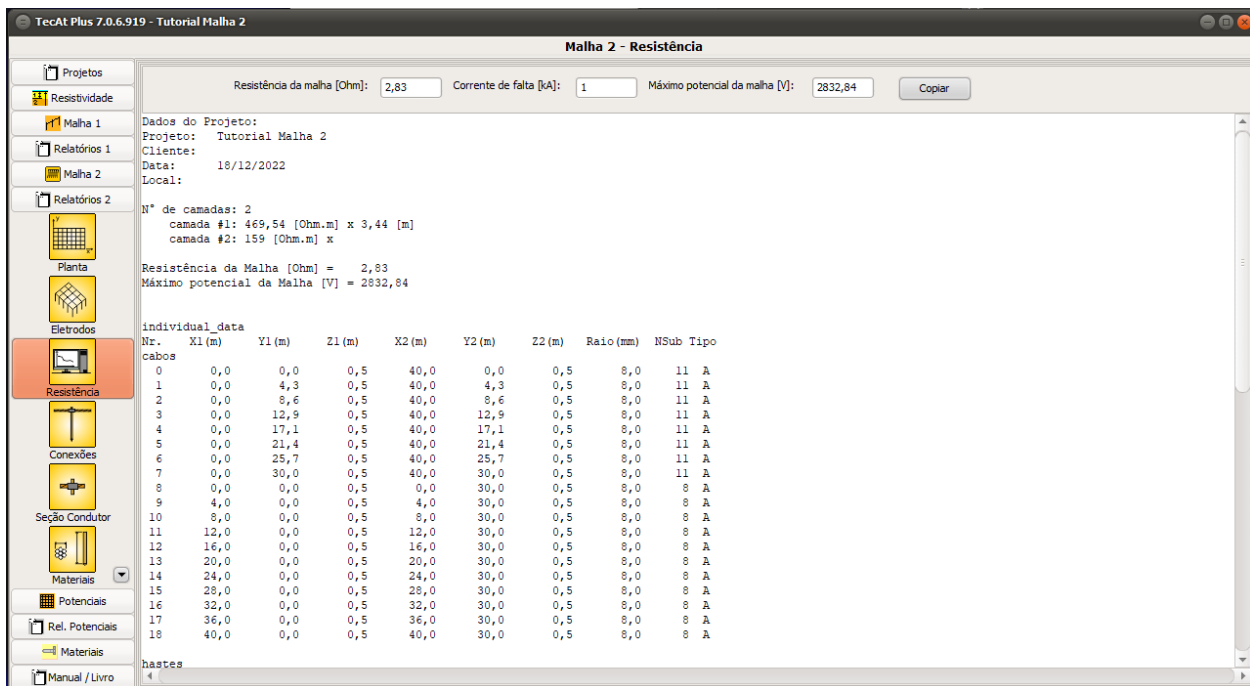 TecAt Plus 7.0.6.919 - Tutorial Malha 2
Malha 2 - Resistência
Projetos
Resistividade
Malha 1
Relatórios 1
Malha 2
Relatórios 2
Planta
Eletrodos
Resistência
Conexões
Seção Condutor
Materiais
Potenciais
Rel. Potenciais
Materiais
Manual / Livro
Resistência da malha [Ohm]: 2,83 Corrente de falta [kA]: 1 Máximo potencial da malha [V]: 2832,84 Copiar
Dados do Projeto:
Projeto: Tutorial Malha 2
Cliente:
Data: 18/12/2022
Local:
N° de camadas: 2
camada #1: 469,54 [Ohm.m] x 3,44 [m]
camada #2: 159 [Ohm.m] x
Resistência da Malha [Ohm] = 2,83
Máximo potencial da Malha [V] = 2832,84
individual_data
Nr. X1(m) Y1(m) Z1(m) X2(m) Y2(m) Z2(m) Raio(mm) NSub Tipo
cabos
0 0,0 0,0 0,5 40,0 0,0 0,5 8,0 11 A
1 0,0 4,3 0,5 40,0 4,3 0,5 8,0 11 A
2 0,0 8,6 0,5 40,0 8,6 0,5 8,0 11 A
3 0,0 12,9 0,5 40,0 12,9 0,5 8,0 11 A
4 0,0 17,1 0,5 40,0 17,1 0,5 8,0 11 A
5 0,0 21,4 0,5 40,0 21,4 0,5 8,0 11 A
6 0,0 25,7 0,5 40,0 25,7 0,5 8,0 11 A
7 0,0 30,0 0,5 40,0 30,0 0,5 8,0 11 A
8 0,0 0,0 0,5 0,0 30,0 0,5 8,0 8 A
9 4,0 0,0 0,5 4,0 30,0 0,5 8,0 8 A
10 8,0 0,0 0,5 8,0 30,0 0,5 8,0 8 A
11 12,0 0,0 0,5 12,0 30,0 0,5 8,0 8 A
12 16,0 0,0 0,5 16,0 30,0 0,5 8,0 8 A
13 20,0 0,0 0,5 20,0 30,0 0,5 8,0 8 A
14 24,0 0,0 0,5 24,0 30,0 0,5 8,0 8 A
15 28,0 0,0 0,5 28,0 30,0 0,5 8,0 8 A
16 32,0 0,0 0,5 32,0 30,0 0,5 8,0 8 A
17 36,0 0,0 0,5 36,0 30,0 0,5 8,0 8 A
18 40,0 0,0 0,5 40,0 30,0 0,5 8,0 8 A
hastes